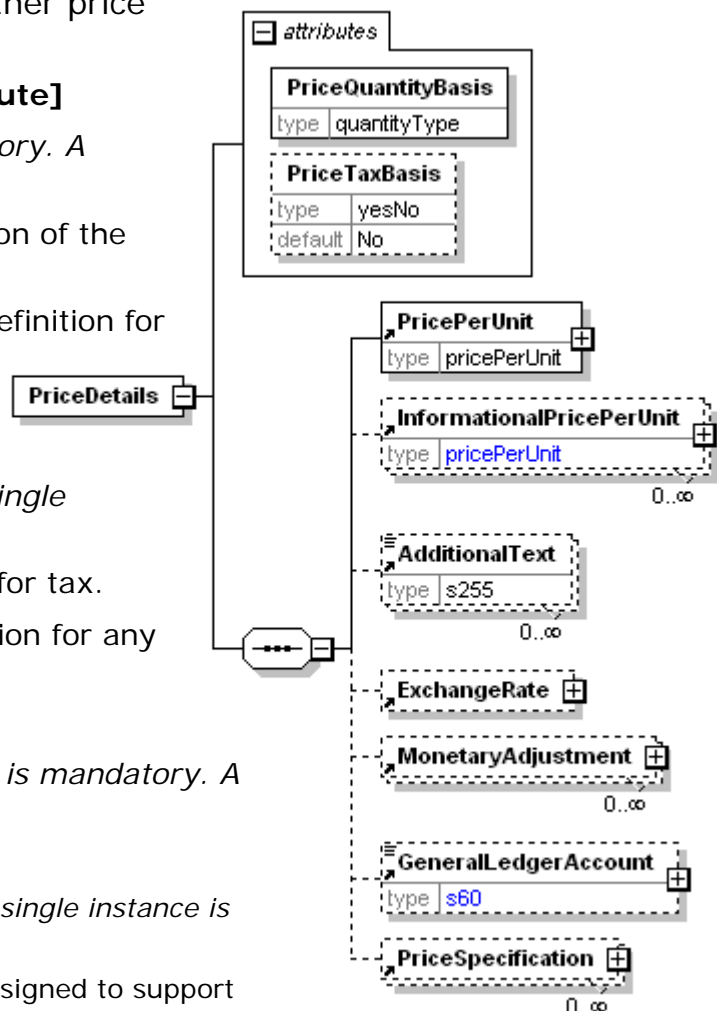 ther price
ute]
ory. A
on of the
efinition for
ingle
for tax.
ion for any
is mandatory. A
single instance is
signed to support
attributes
PriceQuantityBasis
type quantityType
PriceTaxBasis
type yesNo
default No
PriceDetails
PricePerUnit
type pricePerUnit
InformationalPricePerUnit
type pricePerUnit
0..∞
AdditionalText
type s255
0..∞
ExchangeRate
MonetaryAdjustment
0..∞
GeneralLedgerAccount
type s60
PriceSpecification
0..∞